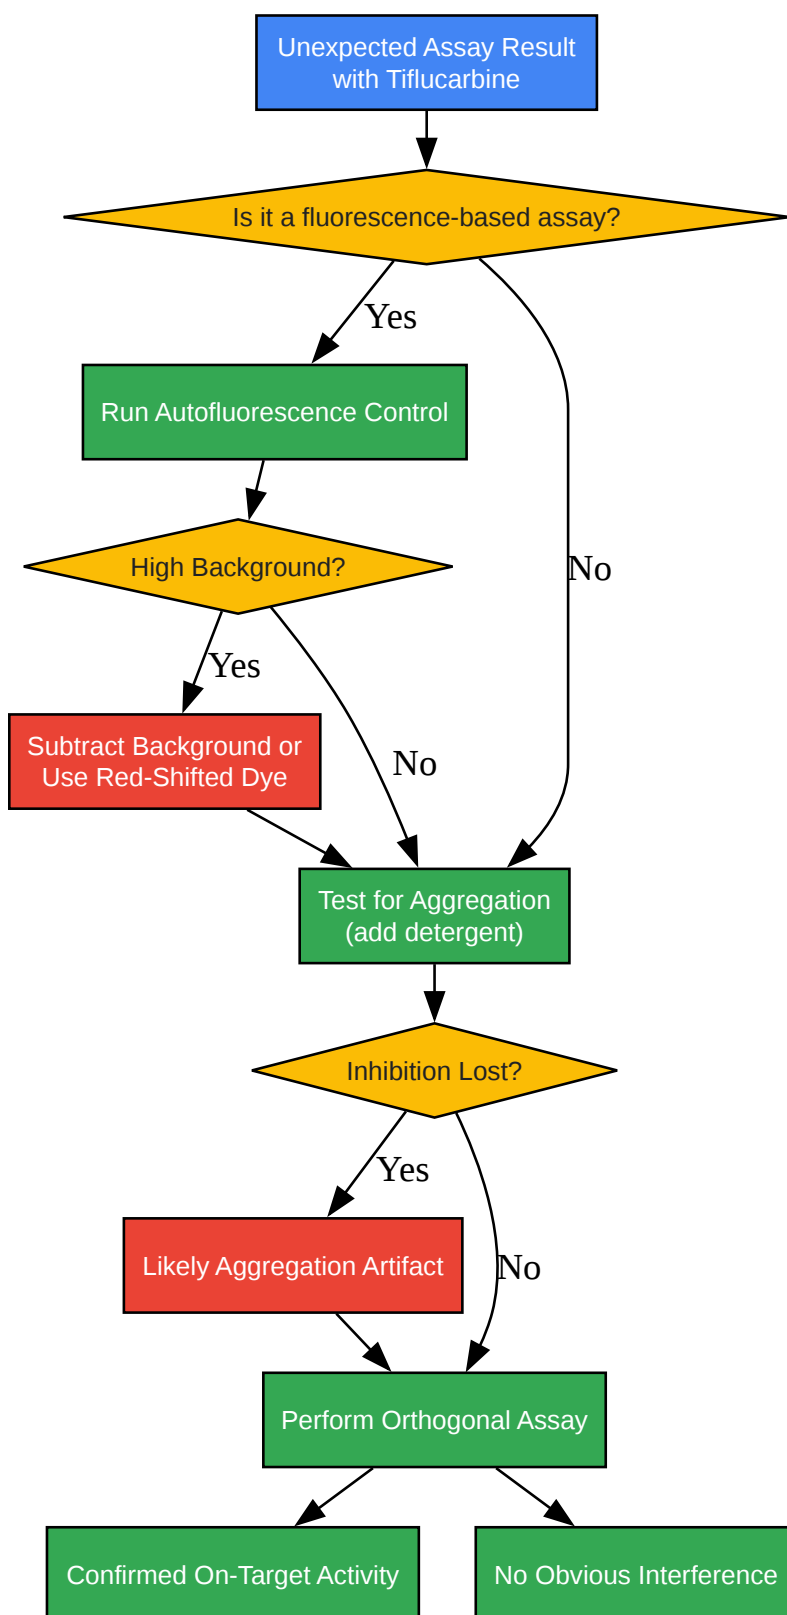 Unexpected Assay Result
with Tiflucarbine
Is it a fluorescence-based assay?
Yes
Run Autofluorescence Control
High Background?
No
Yes
Subtract Background or
Use Red-Shifted Dye
No
Test for Aggregation
(add detergent)
Inhibition Lost?
Yes
Likely Aggregation Artifact
No
Perform Orthogonal Assay
Confirmed On-Target Activity
No Obvious Interference